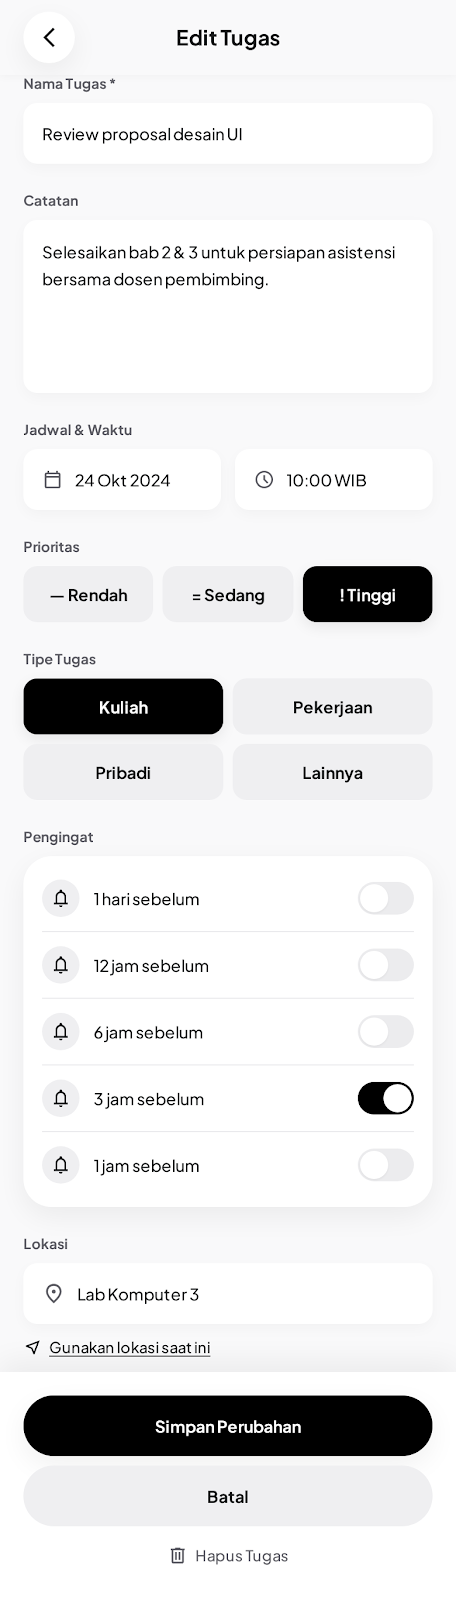 Edit Tugas
Nama Tugas *
Review proposal desain UI
Catatan
Selesaikan bab 2 & 3 untuk persiapan asistensi
bersama dosen pembimbing.
Jadwal & Waktu
24 Okt 2024
10:00 WIB
Prioritas
— Rendah
= Sedang
! Tinggi
Tipe Tugas
Kuliah
Pekerjaan
Pribadi
Lainnya
Pengingat
1 hari sebelum
12 jam sebelum
6 jam sebelum
3 jam sebelum
1 jam sebelum
Lokasi
Lab Komputer 3
Gunakan lokasi saat ini
Simpan Perubahan
Batal
Hapus Tugas